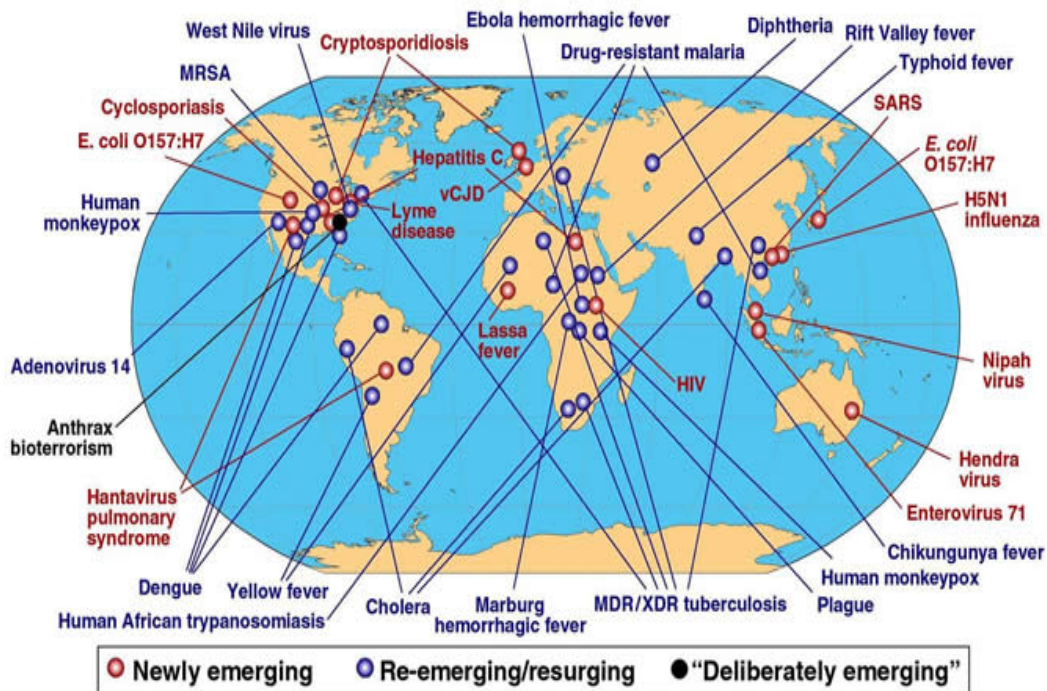 Ebola hemorrhagic fever
Diphtheria
Rift Valley fever
West Nile virus
Cryptosporidiosis
Drug-resistant malaria
Typhoid fever
MRSA
SARS
Cyclosporiasis
E. coli O157:H7
Hepatitis C
E. coli
O157:H7
vCJD
H5N1
influenza
Human
monkeypox
Lyme
disease
Lassa
fever
Adenovirus 14
Nipah
virus
HIV
Anthrax
bioterrorism
Hendra
virus
Hantavirus
pulmonary
syndrome
Enterovirus 71
Chikungunya fever
Dengue
Yellow fever
Human monkeypox
Cholera
Marburg
hemorrhagic fever
MDR/XDR tuberculosis
Plague
Human African trypanosomiasis
Newly emerging
Re-emerging/resurging
“Deliberately emerging”